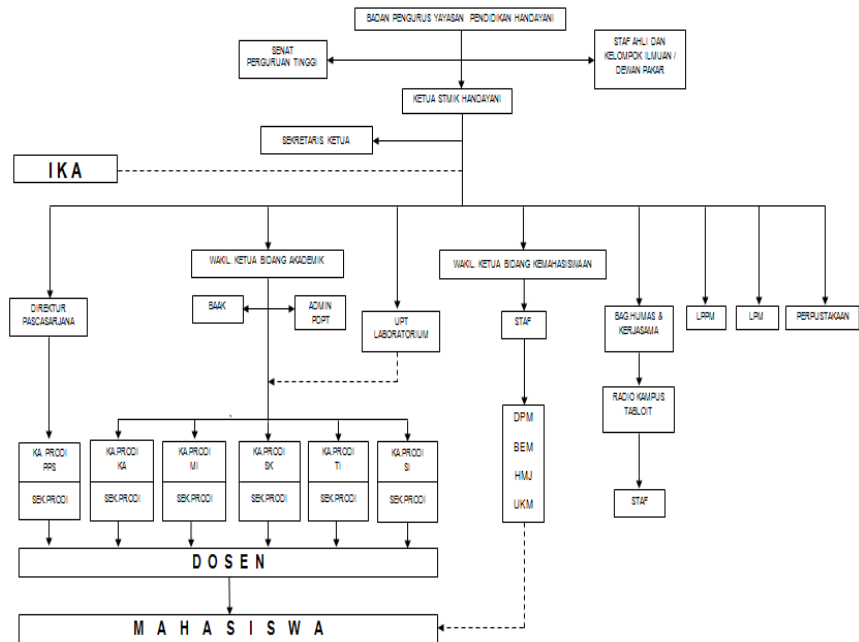 BADAN PENGURUS YAYASAN PENDIDIKAN HANDAYANI
SENAT
PERGURUAN TINGGI
STAF AHLI DAN
KELOMPOK ILMUAN /
DEWAN PAKAR
KETUA STMIK HANDAYANI
SEKRETARIS KETUA
IKA
WAKIL. KETUA BIDANG AKADEMIK
WAKIL. KETUA BIDANG KEMAHASISWAAN
DIREKTUR
PASCASARJANA
BAAK
ADMIN
PDPT
UPT
LABORATORIUM
STAF
BAG.HUMAS &
KERJASAMA
LPPM
LPM
PERPUSTAKAAN
RADIO KAMPUS
TABLOIT
STAF
DPM
BEM
HMJ
UKM
KA. PRODI
PPS
SEK.PRODI
KA.PRODI
KA
SEK.PRODI
KA.PRODI
MI
SEK.PRODI
KA.PRODI
SK
SEK.PRODI
KA.PRODI
TI
SEK.PRODI
KA.PRODI
SI
SEK.PRODI
DOSEN
MAHASISWA